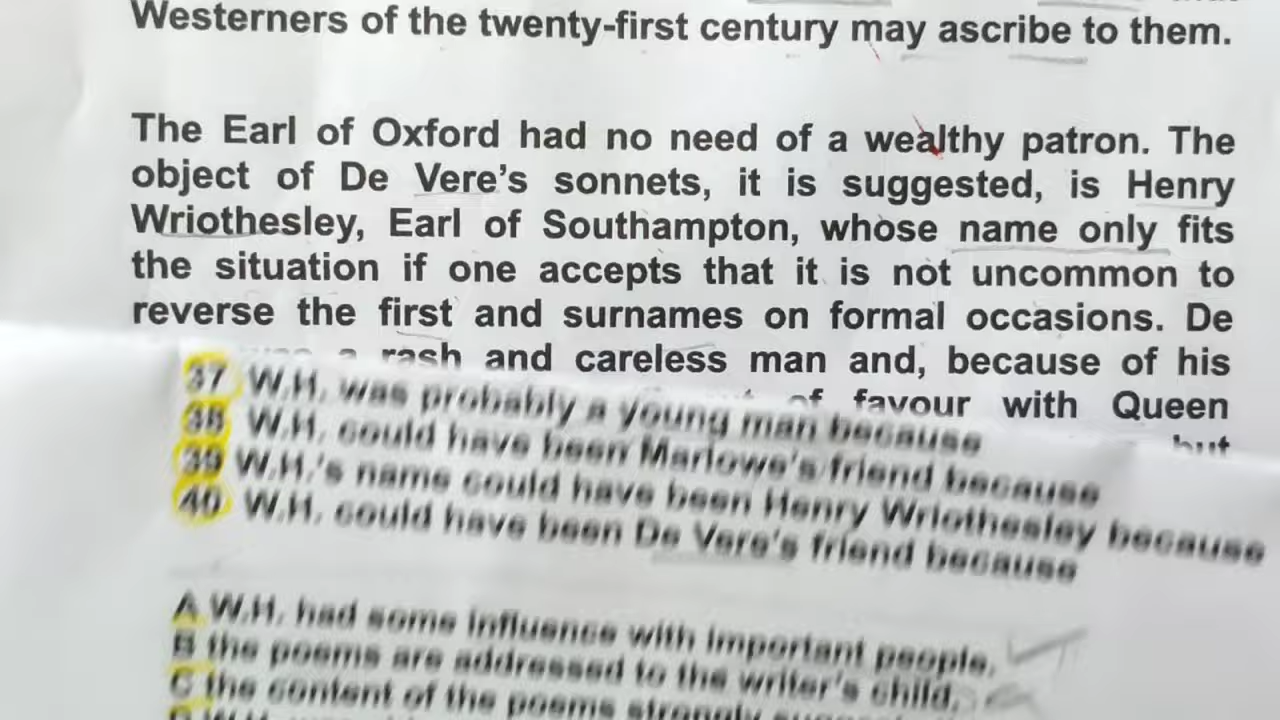 Westerners of the twenty-first century may ascribe to them.
The Earl of Oxford had no need of a wealthy patron. The
object of De Vere's sonnets, it is suggested, is Henry
Wriothesley, Earl of Southampton, whose name only fits
the situation if one accepts that it is not uncommon to
reverse the first and surnames on formal occasions. De
a rash and careless man and, because of his
of favour with Queen
but
37 W.H. was probably a young man because
38 W.H. could have been Marlowe's friend because
39 W.H.'s name could have been Henry Wriothesley because
40 W.H. could have been De Vere's friend because
A W.H. had some influence with important people.
B the poems are addressed to the writer's child.
C the content of the poems strongly